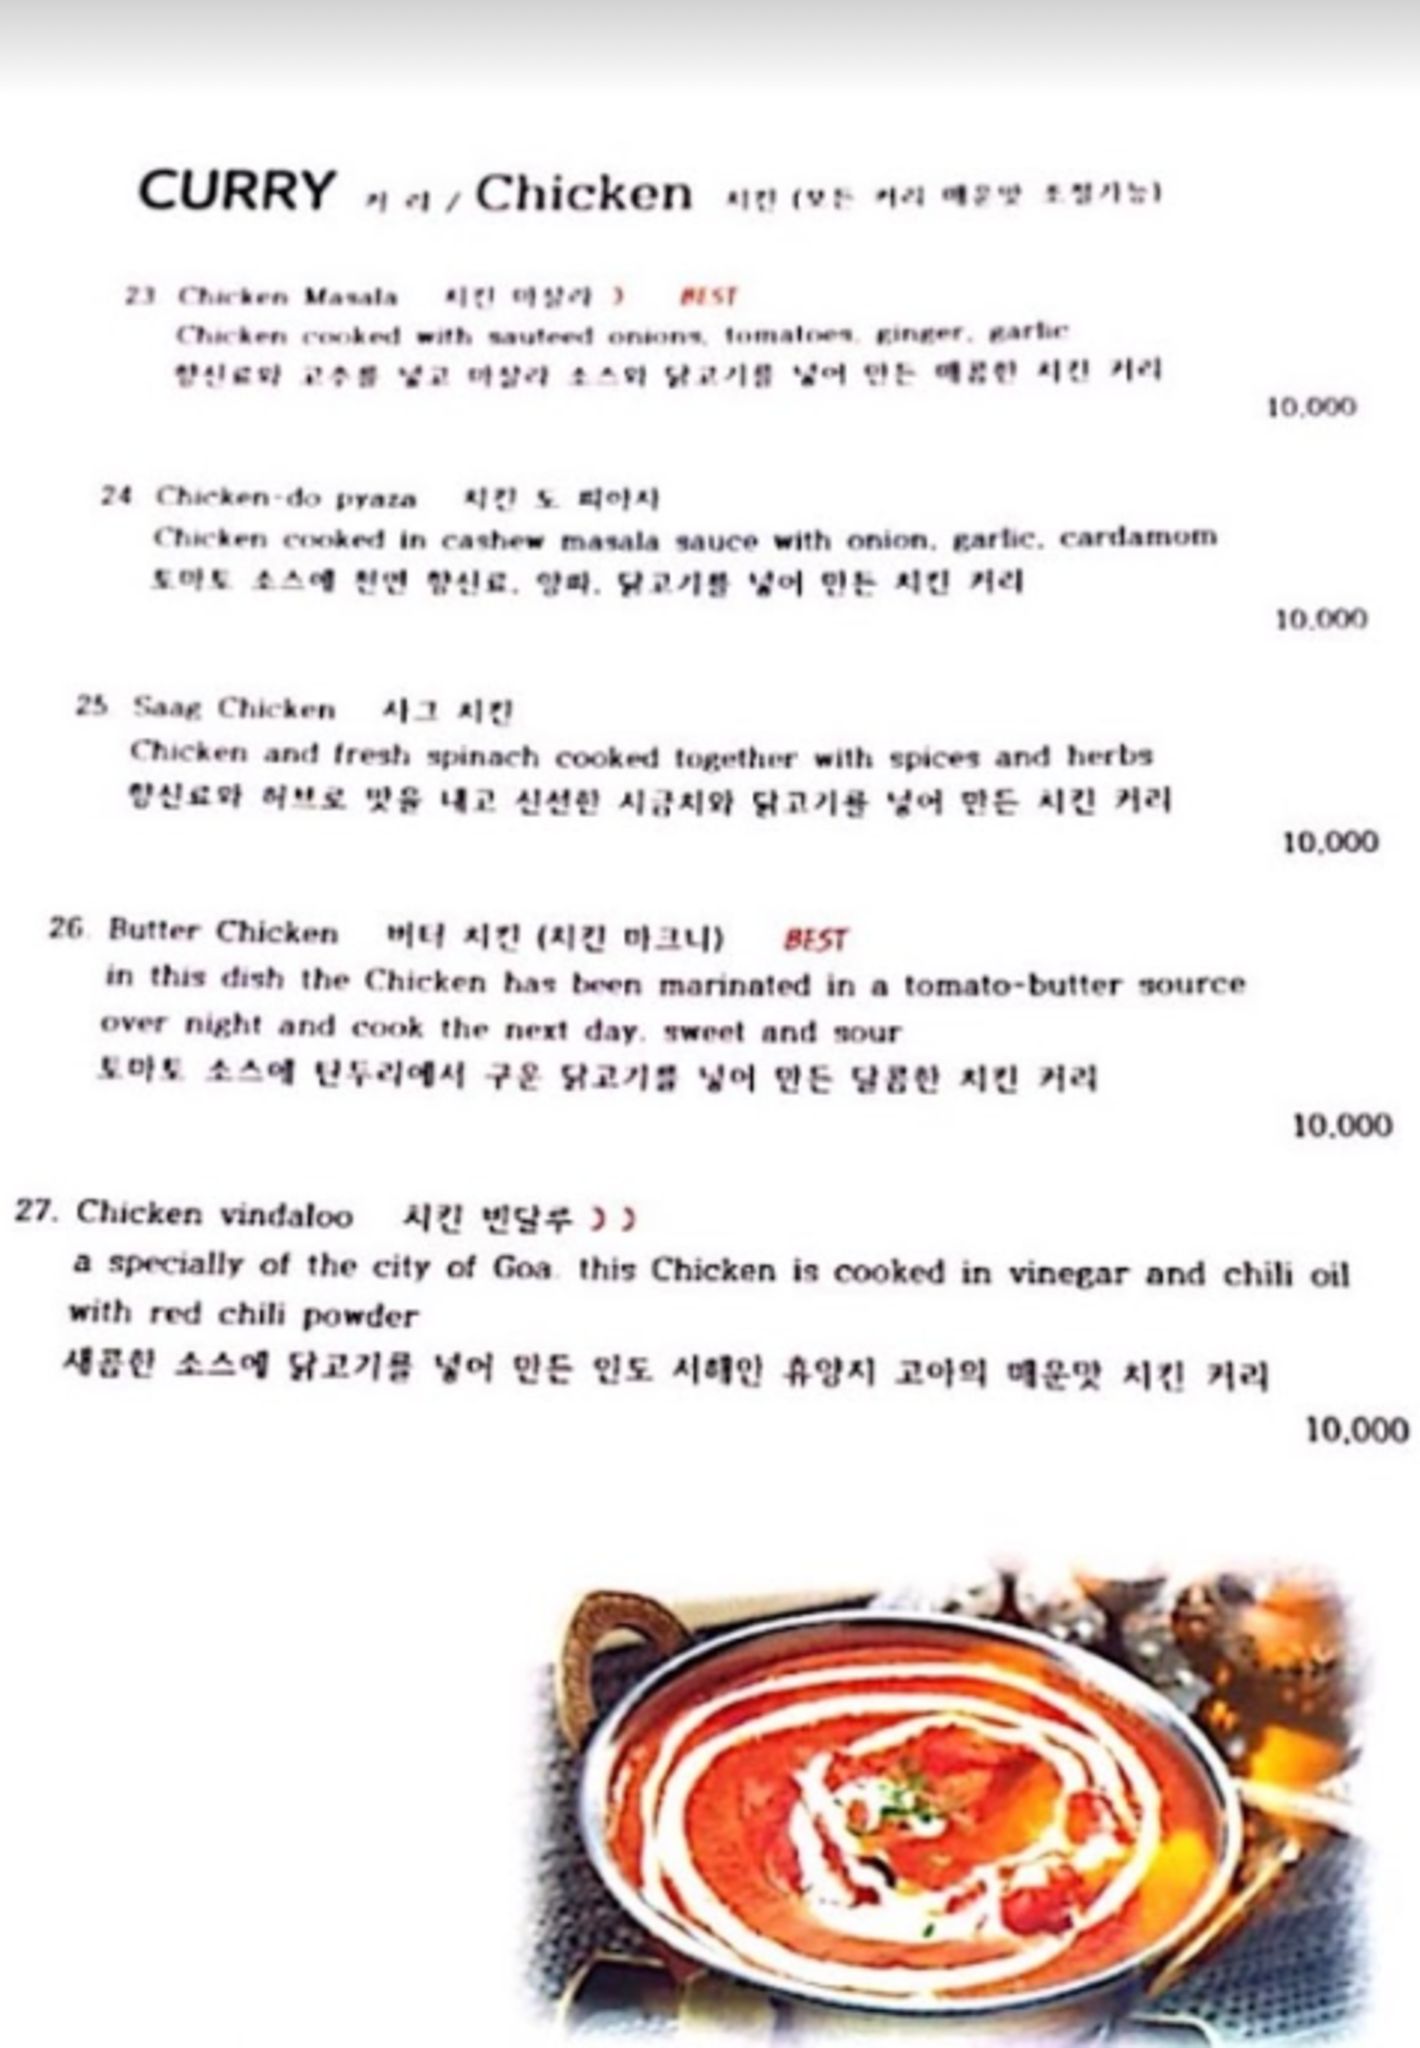 CURRY 커 리 / Chicken 치킨 (모든 커리 매운맛 조절가능)
23 Chicken Masala 치킨 마살라 BEST
Chicken cooked with sauteed onions, tomatoes, ginger, garlic
향신료와 고추를 넣고 마살라 소스와 닭고기를 넣어 만든 매콤한 치킨 커리
10,000
24 Chicken-do pyaza 치킨 도 피아자
Chicken cooked in cashew masala sauce with onion, garlic, cardamom
토마토 소스에 천연 향신료, 양파, 닭고기를 넣어 만든 치킨 커리
10,000
25 Saag Chicken 사그 치킨
Chicken and fresh spinach cooked together with spices and herbs
향신료와 허브로 맛을 내고 신선한 시금치와 닭고기를 넣어 만든 치킨 커리
10,000
26. Butter Chicken 버터 치킨 (치킨 마크니) BEST
in this dish the Chicken has been marinated in a tomato-butter source
over night and cook the next day. sweet and sour
토마토 소스에 탄두리에서 구운 닭고기를 넣어 만든 달콤한 치킨 커리
10,000
27. Chicken vindaloo 치킨 빈달루
a specially of the city of Goa. this Chicken is cooked in vinegar and chili oil
with red chili powder
새콤한 소스에 닭고기를 넣어 만든 인도 서해안 휴양지 고아의 매운맛 치킨 커리
10,000